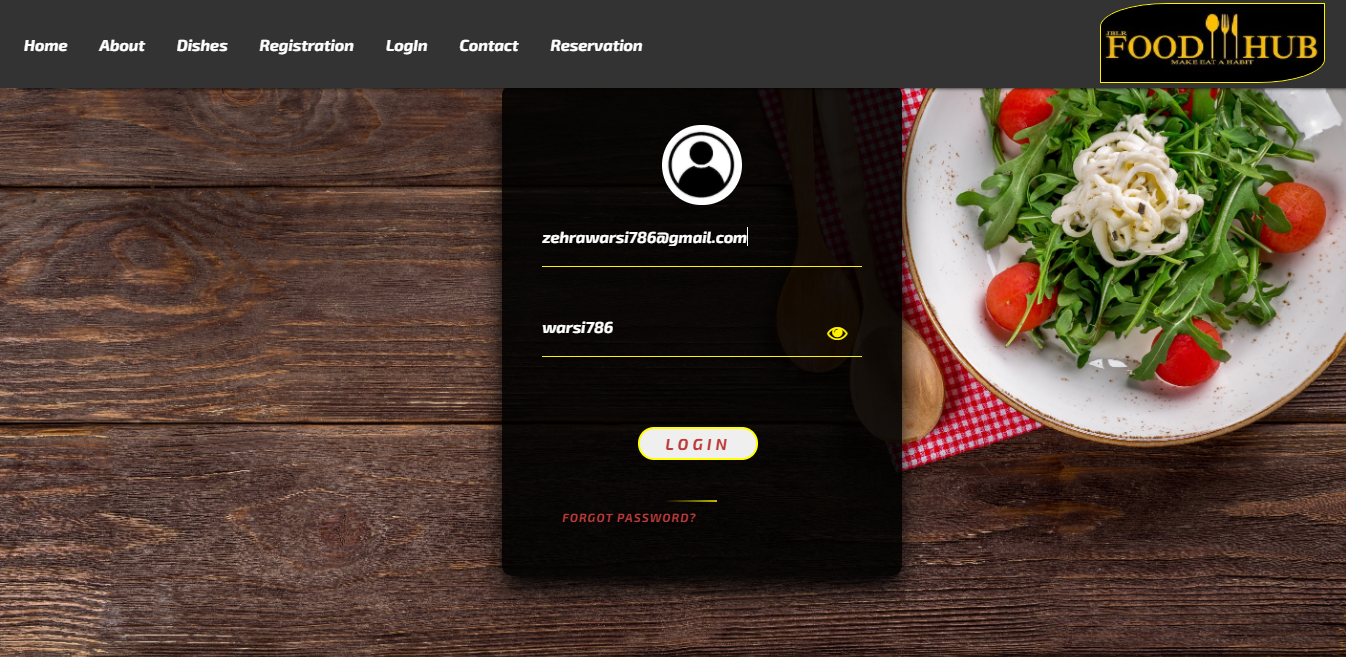 Home About Dishes Registration LogIn Contact Reservation
JBLR
FOOD HUB
MAKE EAT A HABIT
zehrawarsi786@gmail.com
warsi786
LOGIN
FORGOT PASSWORD?